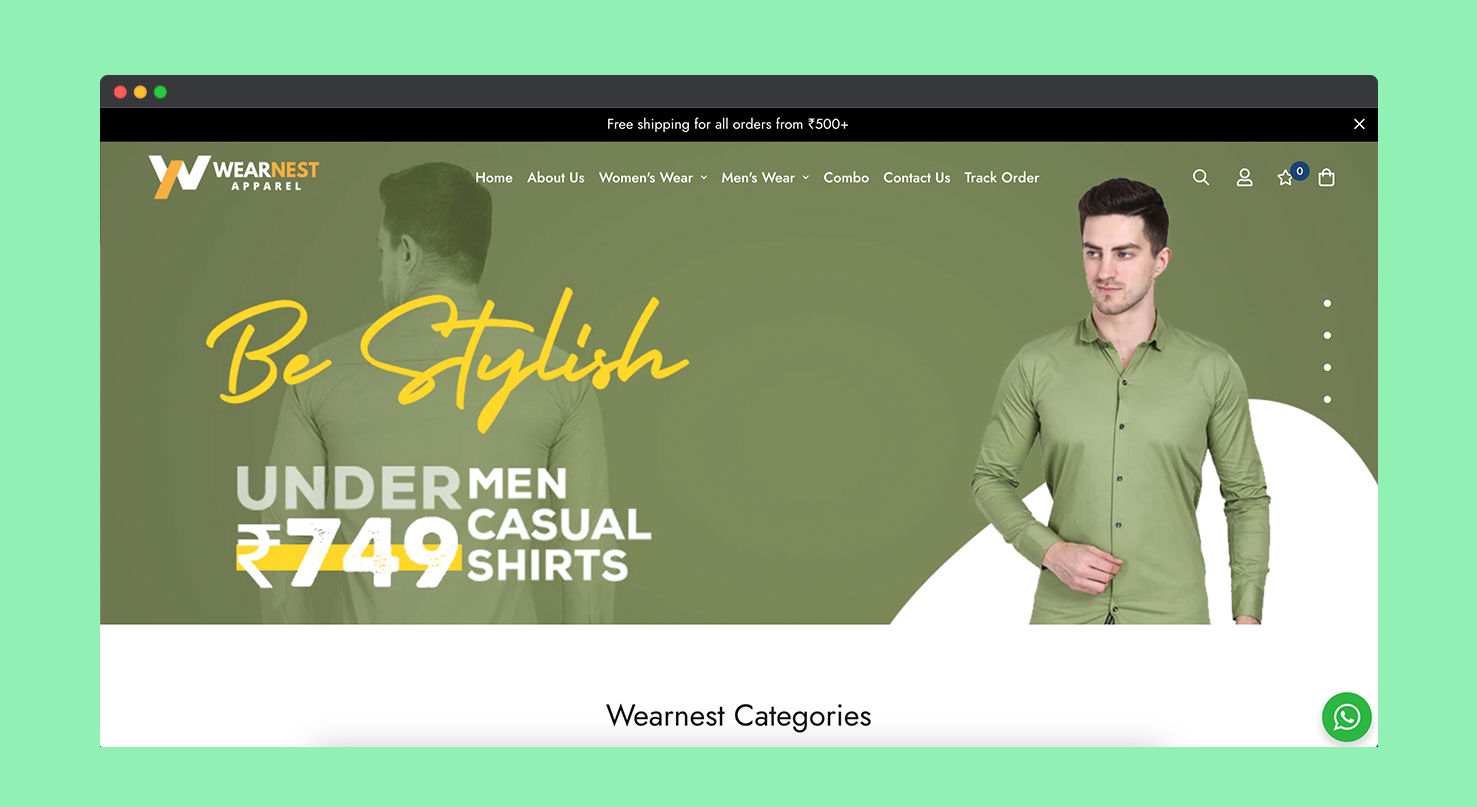 Free shipping for all orders from ₹500+
WEARNEST
APPAREL
Home About Us Women's Wear Men's Wear Combo Contact Us Track Order
0
Be Stylish
UNDER
₹749
MEN
CASUAL
SHIRTS
Wearnest Categories